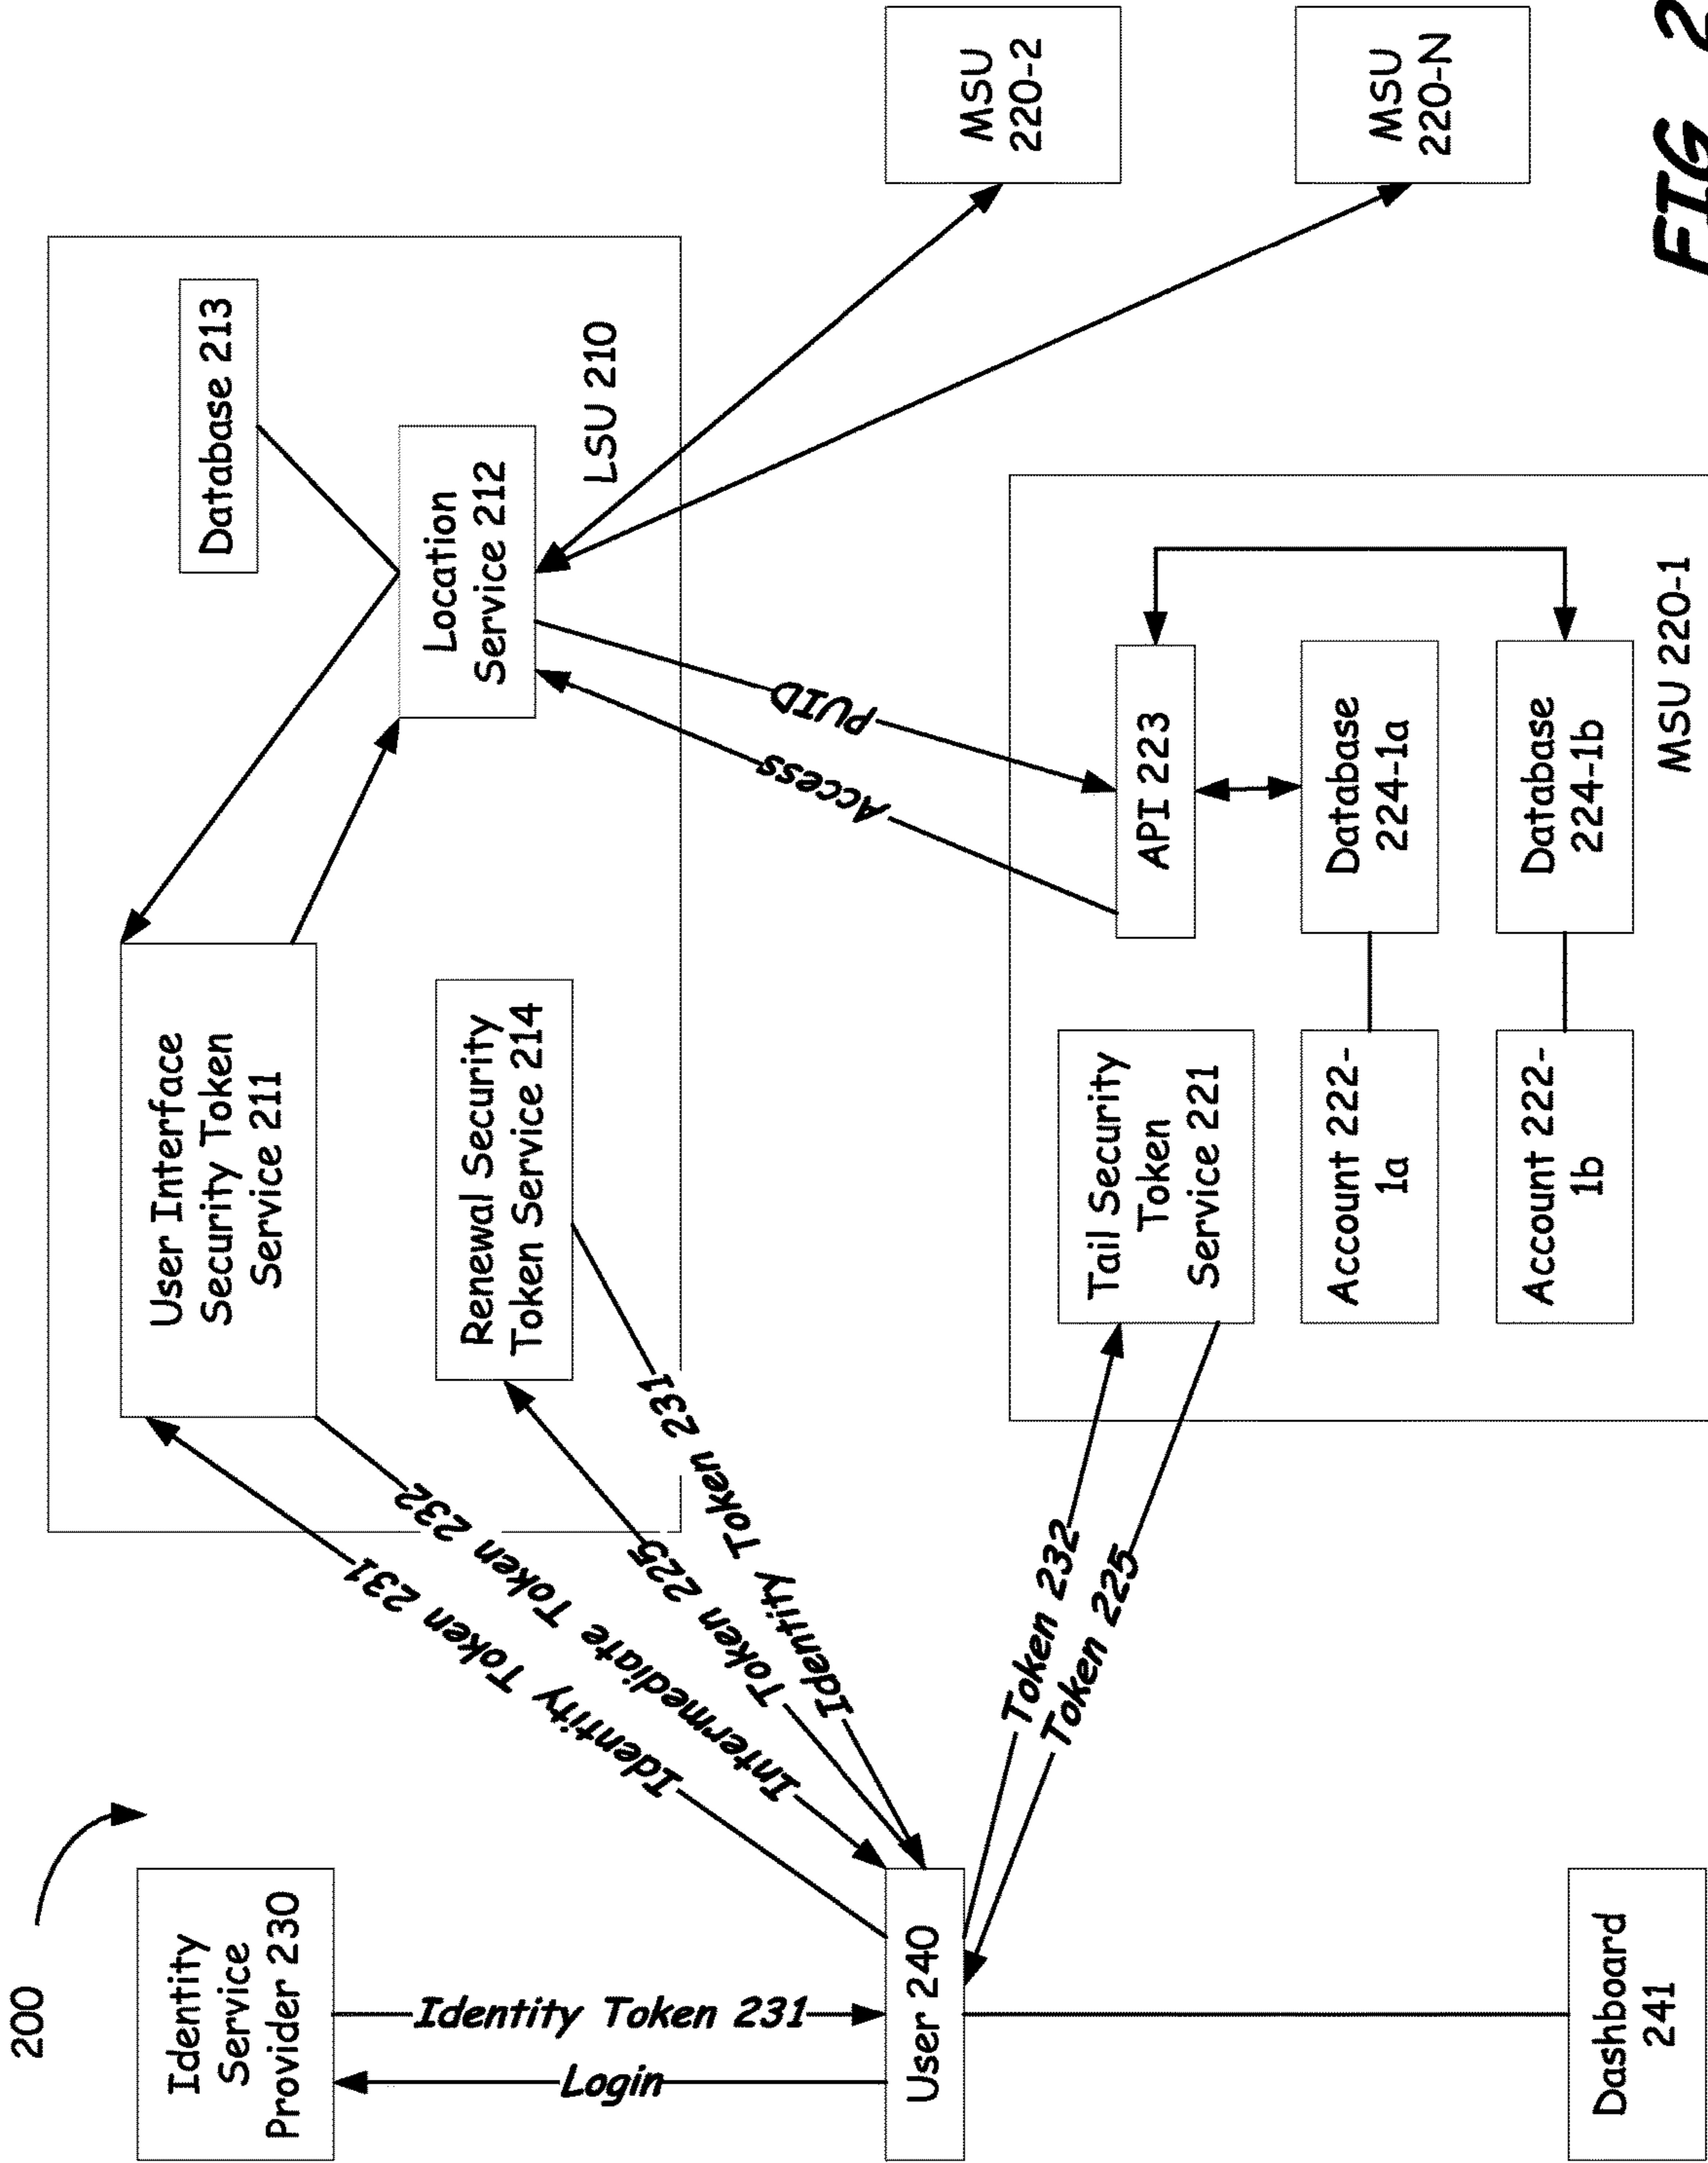 200
Identity
Service
Provider 230
Login
Identity Token 231
User 240
Dashboard
241
Identity Token 231
Intermediate Token 232
Token 225
Identity Token 231
Token 232
Token 225
User Interface
Security Token
Service 211
Renewal Security
Token Service 214
Database 213
Location
Service 212
LSU 210
PUID
Access
Tail Security
Token
Service 221
API 223
Account 222-
1a
Database
224-1a
Account 222-
1b
Database
224-1b
MSU 220-1
MSU
220-2
MSU
220-N
FIG 2